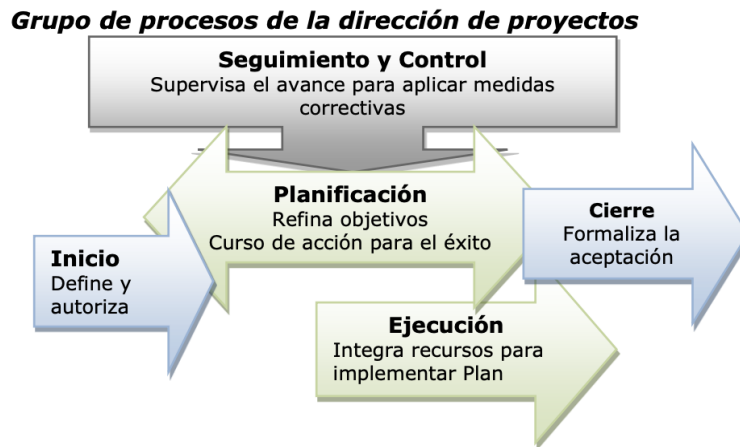 Grupo de procesos de la dirección de proyectos
Seguimiento y Control
Supervisa el avance para aplicar medidas
correctivas
Planificación
Refina objetivos
Curso de acción para el éxito
Inicio
Define y
autoriza
Cierre
Formaliza la
aceptación
Ejecución
Integra recursos para
implementar Plan